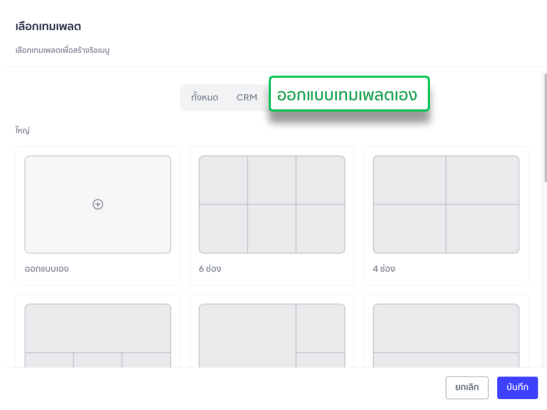 เลือกเทมเพลต
เลือกเทมเพลตเพื่อสร้างริชเมนู
ทั้งหมด CRM ออกแบบเทมเพลตเอง
ใหญ่
ออกแบบเอง 6 ช่อง 4 ช่อง
ยกเลิก บันทึก